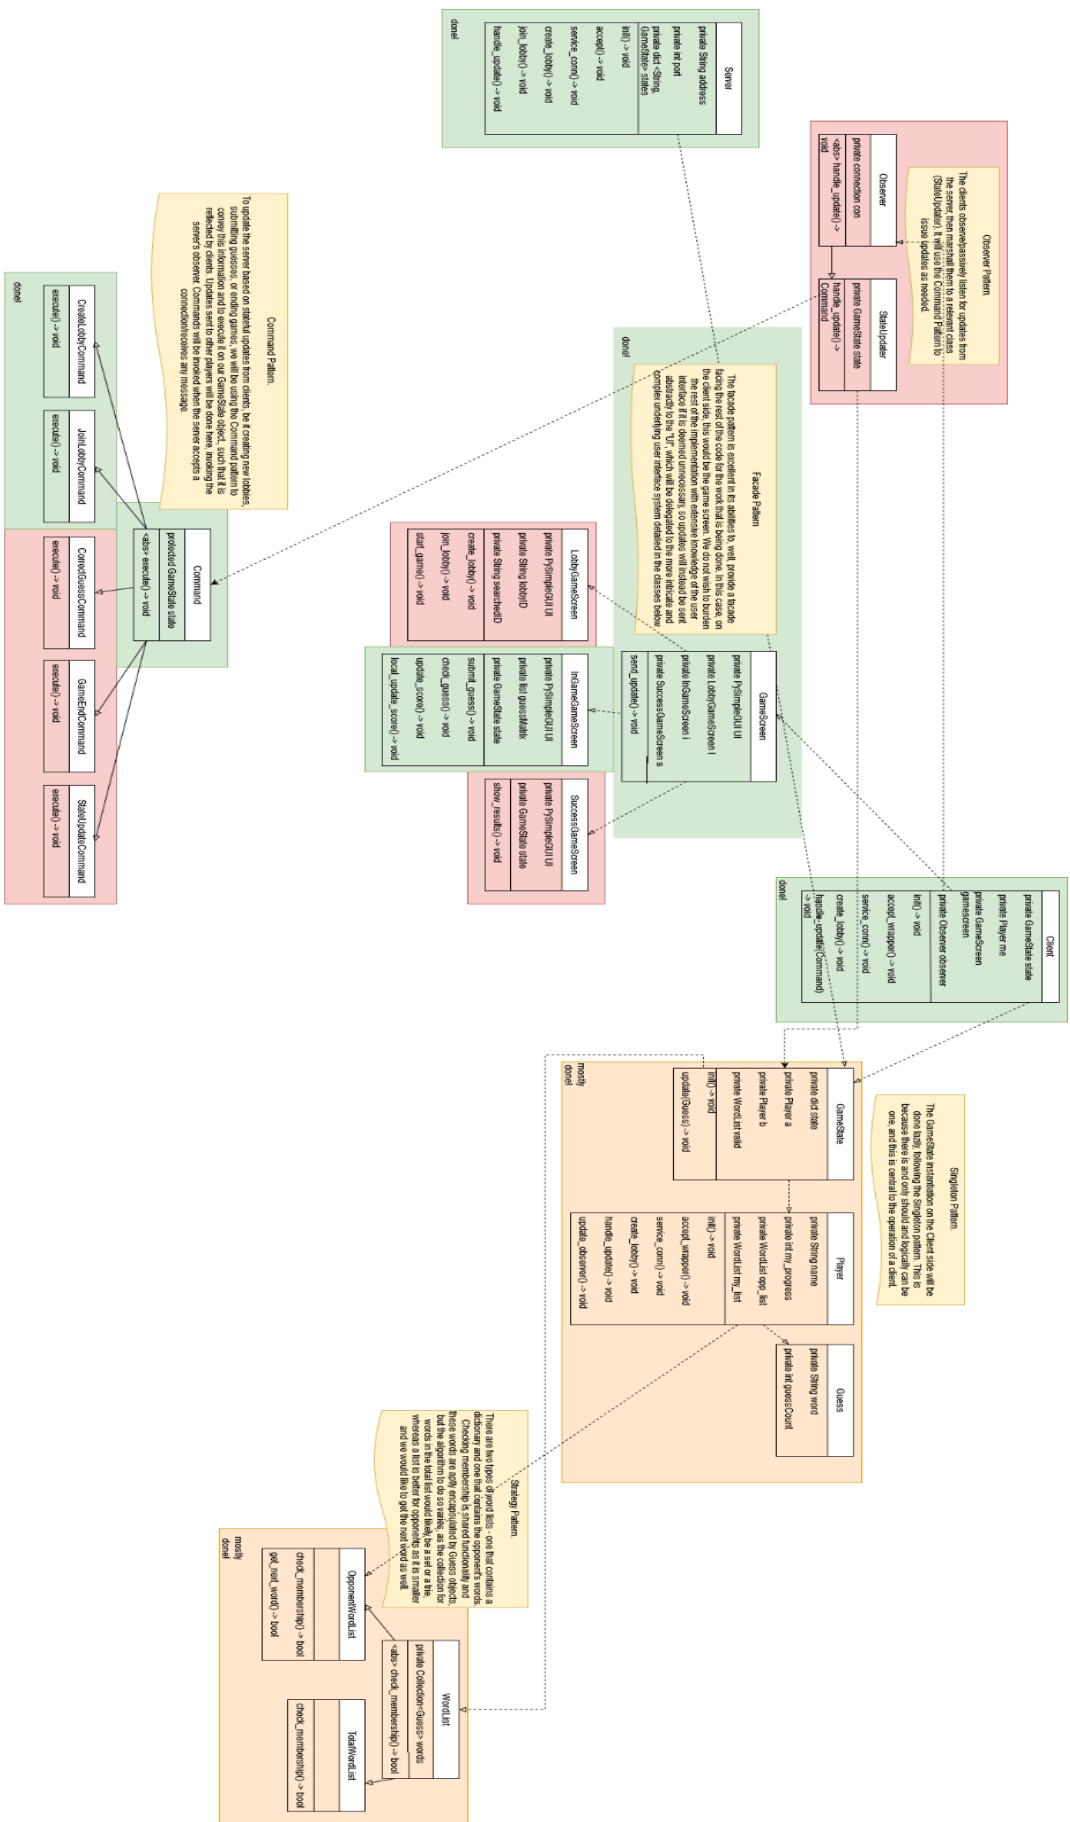 Server
private String address
private int port
private dict <String,
GameState> states
init() -> void
accept() -> void
service_conn() -> void
create_lobby() -> void
join_lobby() -> void
handle_update() -> void
done!
Observer Pattern.
The clients observe/passively listen for updates from
the server, then marshall them to a relevant class
(StateUpdater). It will use the Command Pattern to
issue updates as needed.
Observer
private connection con
<abs> handle_update() ->
void
StateUpdater
private GameState state
handle_update() ->
Command
Command Pattern.
To update the server based on stateful updates from clients, be it creating new lobbies,
submitting guesses, or ending games, we will be using the Command pattern to
convey this information and to execute it on our GameState object, such that it is
reflected by clients. Updates sent to other players will be done here, invoking the
server's observer. Commands will be invoked when the server accepts a
connection/receives any message.
Command
protected GameState state
<abs> execute() -> void
CreateLobbyCommand
execute() -> void
JoinLobbyCommand
execute() -> void
CorrectGuessCommand
execute() -> void
GameEndCommand
execute() -> void
StateUpdateCommand
execute() -> void
done!
Facade Pattern
The facade pattern is excellent in its abilities to, well, provide a facade
facing the rest of the code for the work that is being done. In this case, on
the client side, this would be the game screen. We do not wish to burden
the rest of the implementation with extensive knowledge of the user
interface if it is deemed unnecessary, so updates will instead be sent
abstractly to the "UI", which will be delegated to the more intricate and
complex underlying user interface system detailed in the classes below.
done!
GameScreen
private PySimpleGUI UI
private LobbyGameScreen l
private InGameScreen i
private SuccessGameScreen s
send_update() -> void
LobbyGameScreen
private PySimpleGUI UI
private String lobbyID
private String searchedID
create_lobby() -> void
join_lobby() -> void
start_game() -> void
InGameGameScreen
private PySimpleGUI UI
private list guessMatrix
private GameState state
submit_guess() -> void
check_guess() -> void
update_score() -> void
local_update_score() -> void
SuccessGameScreen
private PySimpleGUI UI
private GameState state
show_results() -> void
Client
private GameState state
private Player me
private GameScreen
gamescreen
private Observer observer
init() -> void
accept_wrapper() -> void
service_conn() -> void
create_lobby() -> void
handle_update(Command)
-> void
done!
Singleton Pattern.
The GameState instantiation on the Client side will be
done lazily, following the Singleton pattern. This is
because there is and only should and logically can be
one, and this is central to the operation of a client.
GameState
private dict state
private Player a
private Player b
private WordList valid
init() -> void
update(Guess) -> void
Player
private String name
private int my_progress
private WordList opp_list
private WordList my_list
init() -> void
accept_wrapper() -> void
service_conn() -> void
create_lobby() -> void
handle_update() -> void
update_observer() -> void
Guess
private String word
private int guessCount
mostly
done!
Strategy Pattern.
There are two types of word lists - one that contains a
dictionary and one that contains the opponent's words.
Checking membership is shared functionality and
these words are aptly encapsulated by Guess objects,
but the algorithm to do so varies, as the collection for
words in the total list would likely be a set or a trie,
whereas a list is better for opponents as it is smaller
and we would like to get the next word as well.
WordList
private Collection<Guess> words
<abs> check_membership() -> bool
OpponentWordList
check_membership() -> bool
get_next_word() -> bool
TotalWordList
check_membership() -> bool
mostly
done!